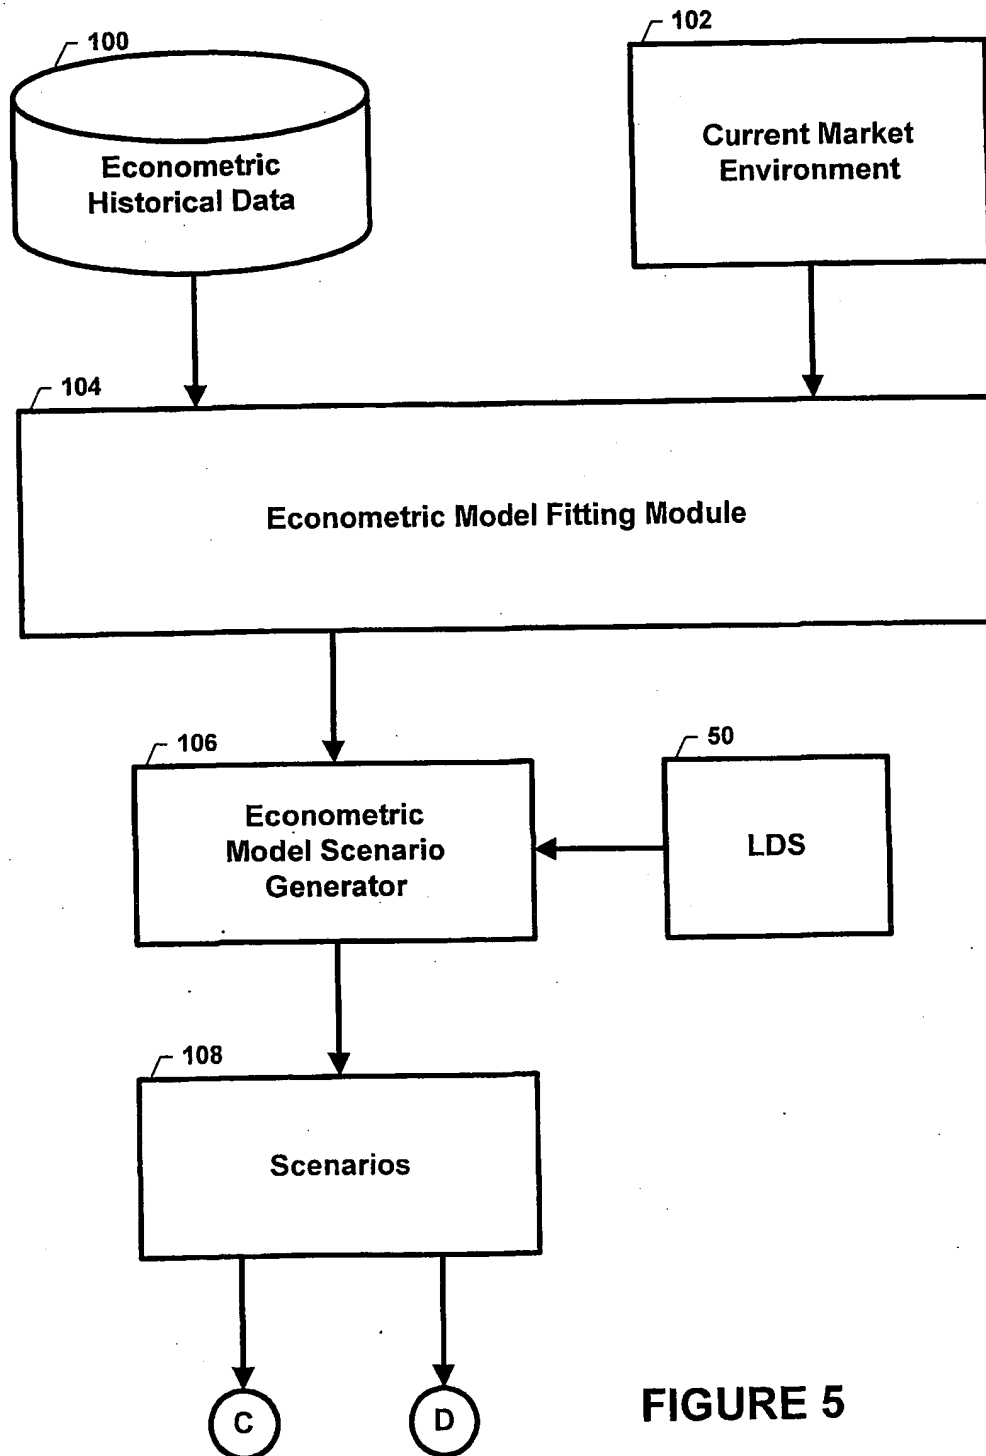 100
Econometric
Historical Data
102
Current Market
Environment
104
Econometric Model Fitting Module
106
Econometric
Model Scenario
Generator
50
LDS
108
Scenarios
C
D
FIGURE 5